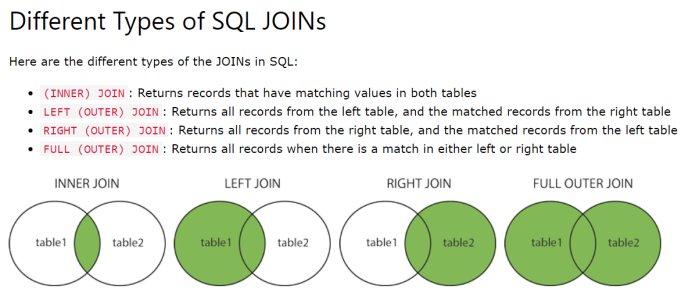 Different Types of SQL JOINs
Here are the different types of the JOINs in SQL:
(INNER) JOIN: Returns records that have matching values in both tables
LEFT (OUTER) JOIN: Returns all records from the left table, and the matched records from the right table
RIGHT (OUTER) JOIN: Returns all records from the right table, and the matched records from the left table
FULL (OUTER) JOIN: Returns all records when there is a match in either left or right table
INNER JOIN LEFT JOIN RIGHT JOIN FULL OUTER JOIN
table1 table2 table1 table2 table1 table2 table1 table2